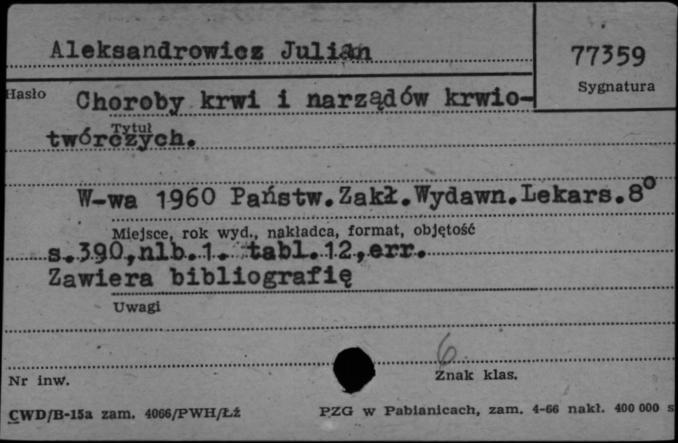 Aleksandrowicz Julian
77359
Sygnatura
Hasło
Choroby krwi i narządów krwio-
Tytuł
twórczych.
W-wa 1960 Państw.Zakł.Wydawn.Lekars.8°
Miejsce, rok wyd., nakładca, format, objętość
s.390,nlb.1. tabl.12,err.
Zawiera bibliografię
Uwagi
6
Nr inw.
Znak klas.
CWD/B-15a zam. 4066/PWH/Łź
PZG w Pabianicach, zam. 4-66 nakł. 400 000 s